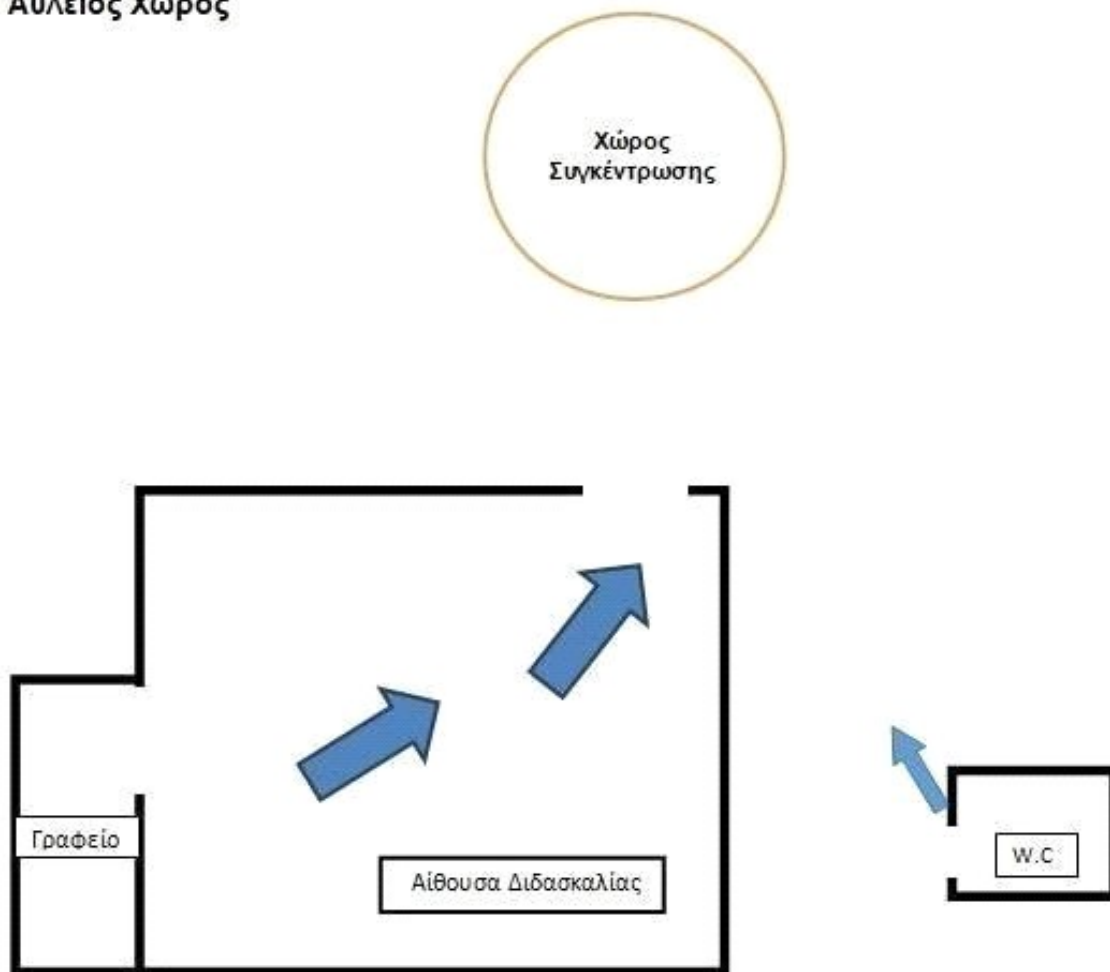 Αύλειος Χώρος
Χώρος
Συγκέντρωσης
Γραφείο
Αίθουσα Διδασκαλίας
W.C